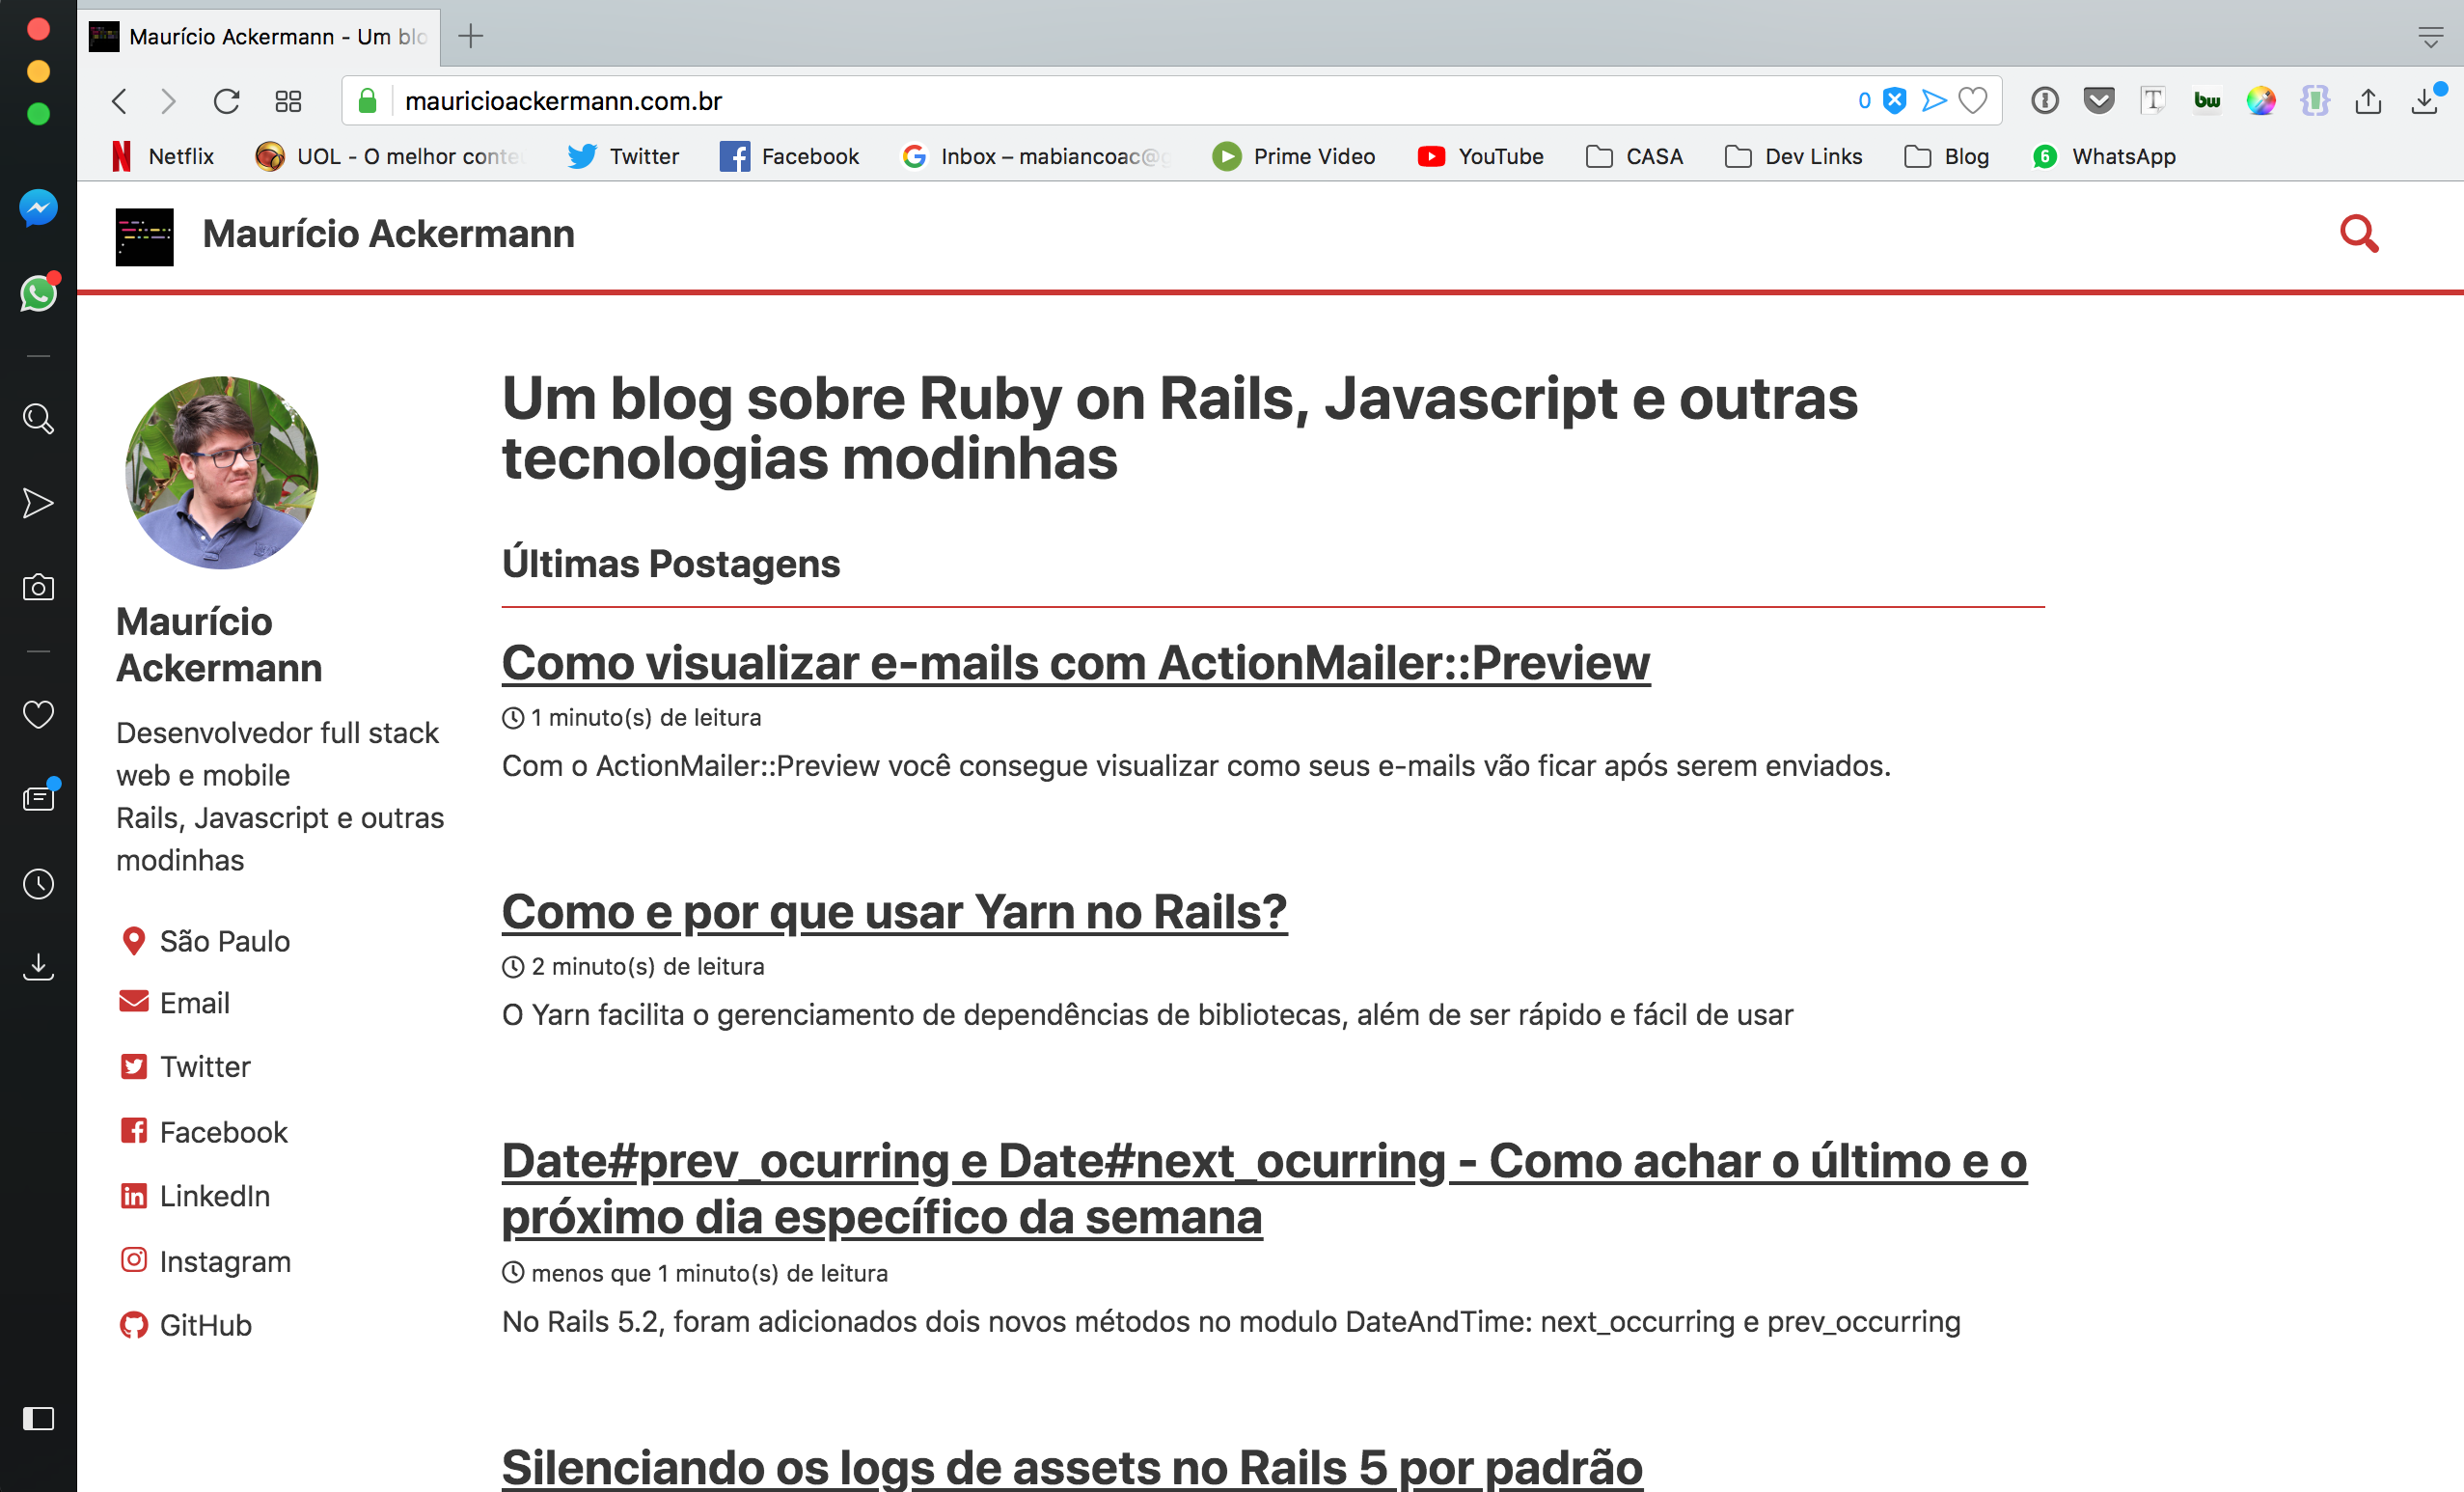 Maurício Ackermann - Um blo
mauricioackermann.com.br
0
Netflix
UOL - O melhor conte
Twitter
Facebook
Inbox – mabiancoac@g
Prime Video
YouTube
CASA
Dev Links
Blog
6
WhatsApp
Maurício Ackermann
Maurício
Ackermann
Desenvolvedor full stack
web e mobile
Rails, Javascript e outras
modinhas
São Paulo
Email
Twitter
Facebook
LinkedIn
Instagram
GitHub
Um blog sobre Ruby on Rails, Javascript e outras
tecnologias modinhas
Últimas Postagens
Como visualizar e-mails com ActionMailer::Preview
1 minuto(s) de leitura
Com o ActionMailer::Preview você consegue visualizar como seus e-mails vão ficar após serem enviados.
Como e por que usar Yarn no Rails?
2 minuto(s) de leitura
O Yarn facilita o gerenciamento de dependências de bibliotecas, além de ser rápido e fácil de usar
Date#prev_ocurring e Date#next_ocurring - Como achar o último e o
próximo dia específico da semana
menos que 1 minuto(s) de leitura
No Rails 5.2, foram adicionados dois novos métodos no modulo DateAndTime: next_occurring e prev_occurring
Silenciando os logs de assets no Rails 5 por padrão